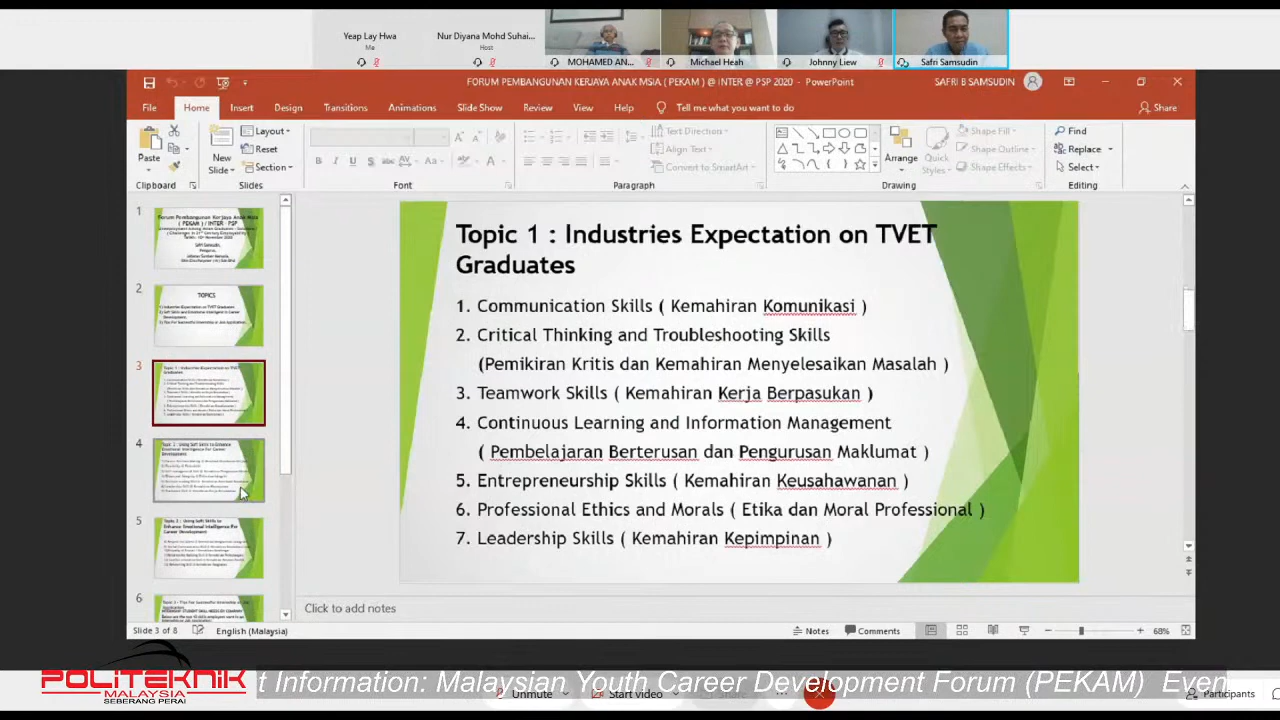 Yeap Lay Hwa
Me
Nur Diyana Mohd Suhai...
Host
MOHAMED AN...
Michael Heah
Johnny Liew
Safri Samsudin
FORUM PEMBANGUNAN KERJAYA ANAK MSIA ( PEKAM ) @ INTER @ PSP 2020 - PowerPoint
SAFRI B SAMSUDIN
File Home Insert Design Transitions Animations Slide Show Review View Help Tell me what you want to do Share
Paste
Clipboard
New Slide
Layout
Reset
Section
Slides
Font
Text Direction
Align Text
Convert to SmartArt
Paragraph
Arrange
Quick Styles
Shape Fill
Shape Outline
Shape Effects
Drawing
Find
Replace
Select
Editing
1
2
TOPICS
3
4
5
6
Topic 1 : Industries Expectation on TVET
Graduates
Communication Skills ( Kemahiran Komunikasi )
2. Critical Thinking and Troubleshooting Skills
(Pemikiran Kritis dan Kemahiran Menyelesaikan Masalah )
Teamwork Skills ( Kemahiran Kerja Berpasukan
4. Continuous Learning and Information Management
( Pembelajaran Berterusan dan Pengurusan Maklumat )
5. Entrepreneurship Skills ( Kemahiran Keusahawanan )
6. Professional Ethics and Morals ( Etika dan Moral Professional )
7. Leadership Skills ( Kemahiran Kepimpinan )
Click to add notes
Slide 3 of 8 English (Malaysia)
Notes Comments 68%
POLITEKNIK
MALAYSIA
SEBERANG PERAI
t Information: Malaysian Youth Career Development Forum (PEKAM) Even
Unmute Start video Participants